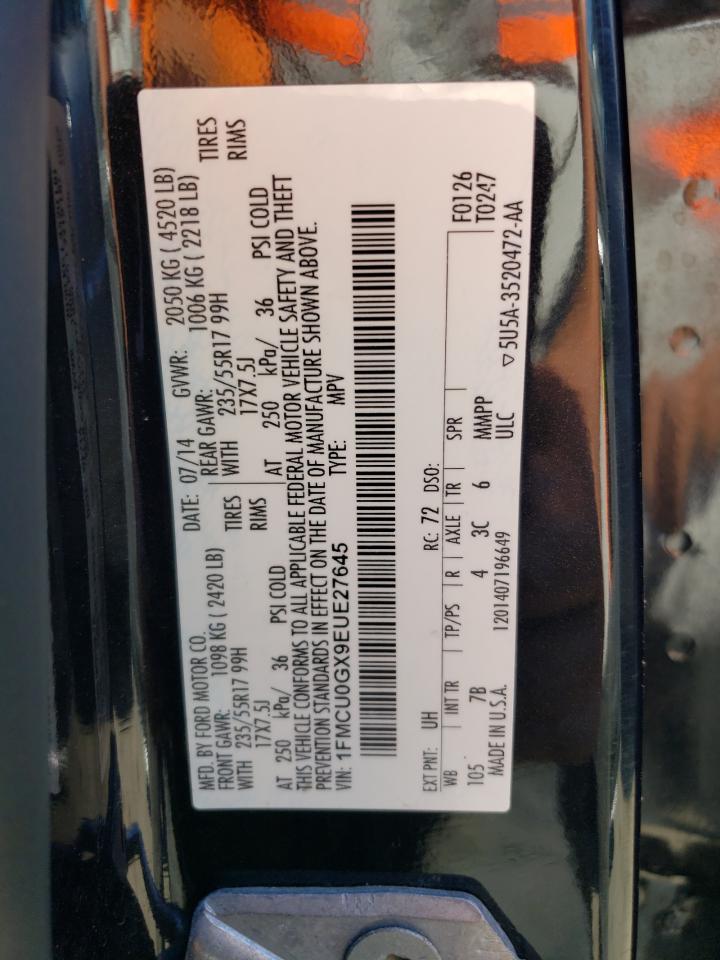 MFD. BY FORD MOTOR CO.
DATE: 07/14 GVWR: 2050 KG ( 4520 LB)
FRONT GAWR: 1098 KG ( 2420 LB) REAR GAWR: 1006 KG ( 2218 LB)
WITH 235/55R17 99H TIRES WITH 235/55R17 99H TIRES
17X7.5J RIMS 17X7.5J RIMS
AT 250 kPa/ 36 PSI COLD AT 250 kPa/ 36 PSI COLD
THIS VEHICLE CONFORMS TO ALL APPLICABLE FEDERAL MOTOR VEHICLE SAFETY AND THEFT
PREVENTION STANDARDS IN EFFECT ON THE DATE OF MANUFACTURE SHOWN ABOVE.
VIN: 1FMCU0GX9EUE27645 TYPE: MPV
EXT PNT: UH RC: 72 DSO: F0126
WB INT TR TP/PS R AXLE TR SPR T0247
105 7B 4 3C 6 MMPP
MADE IN U.S.A. 1201407196649 ULC ▽5U5A-3520472-AA